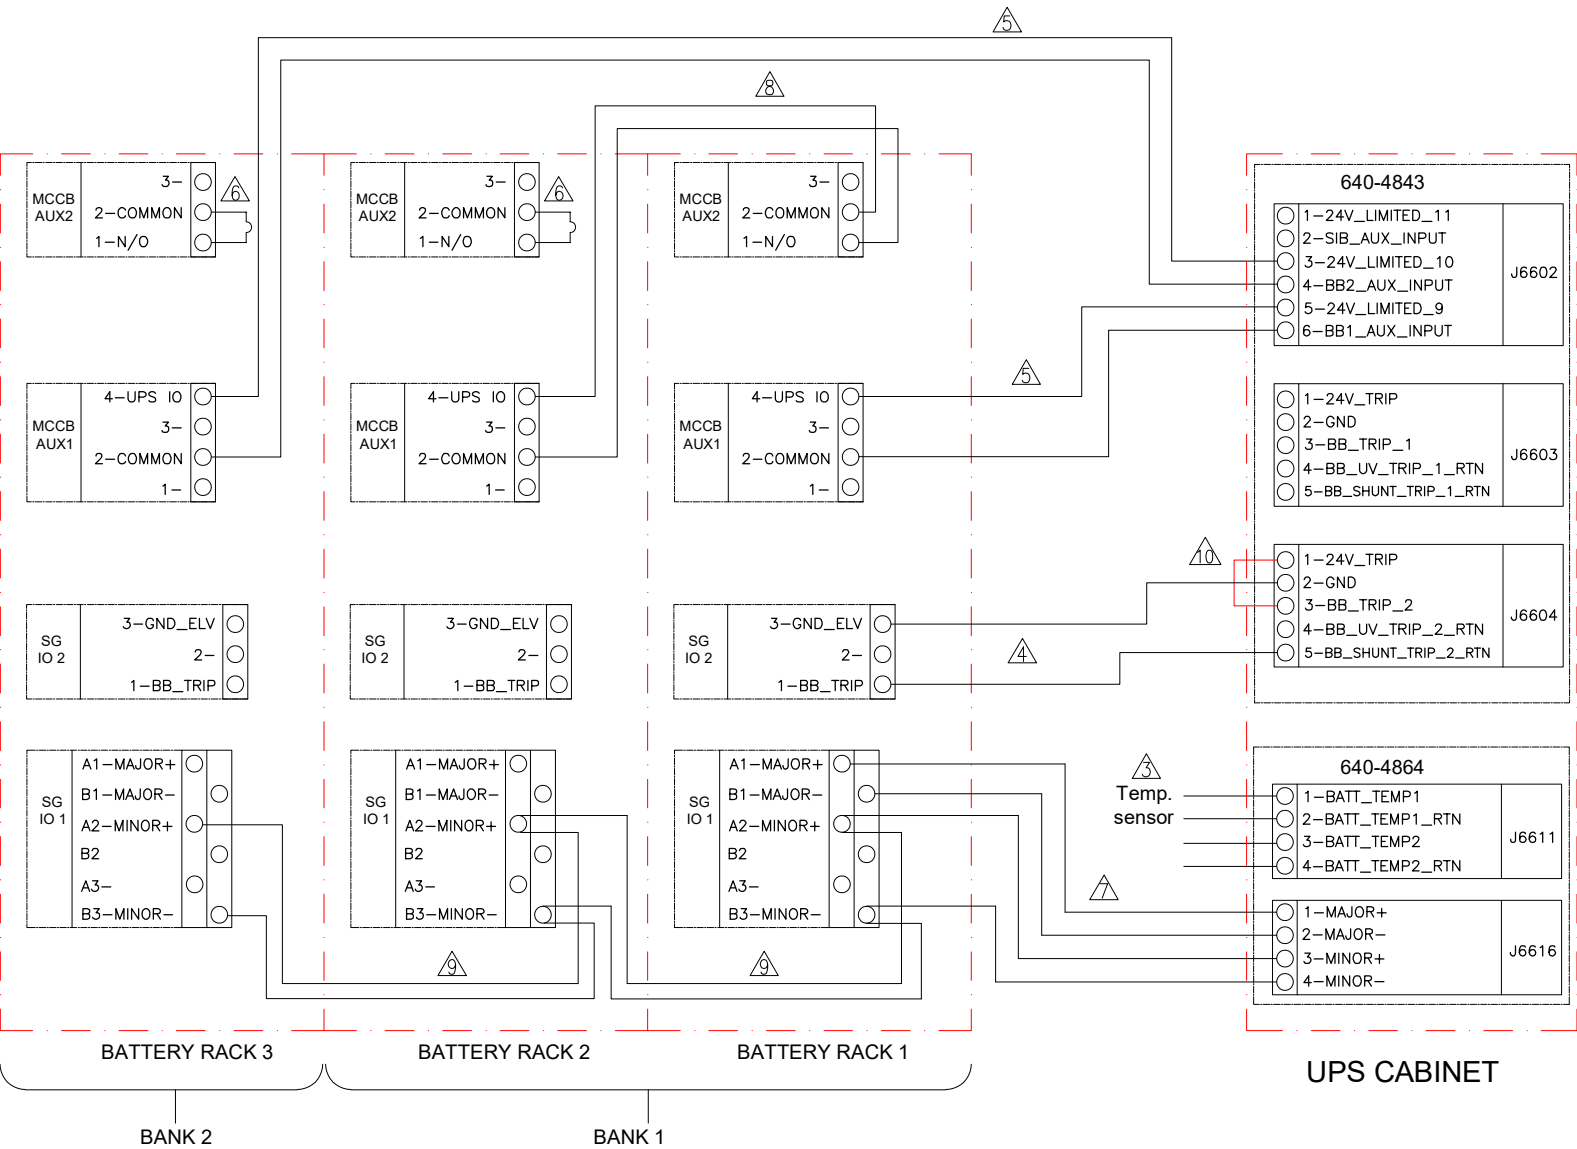 5
8
MCCB
AUX2
3-
2-COMMON
1-N/O
6
MCCB
AUX2
3-
2-COMMON
1-N/O
6
MCCB
AUX2
3-
2-COMMON
1-N/O
640-4843
1-24V_LIMITED_11
2-SIB_AUX_INPUT
3-24V_LIMITED_10
4-BB2_AUX_INPUT
5-24V_LIMITED_9
6-BB1_AUX_INPUT
J6602
MCCB
AUX1
4-UPS IO
3-
2-COMMON
1-
MCCB
AUX1
4-UPS IO
3-
2-COMMON
1-
MCCB
AUX1
4-UPS IO
3-
2-COMMON
1-
5
1-24V_TRIP
2-GND
3-BB_TRIP_1
4-BB_UV_TRIP_1_RTN
5-BB_SHUNT_TRIP_1_RTN
J6603
SG
IO 2
3-GND_ELV
2-
1-BB_TRIP
SG
IO 2
3-GND_ELV
2-
1-BB_TRIP
SG
IO 2
3-GND_ELV
2-
1-BB_TRIP
4
10
1-24V_TRIP
2-GND
3-BB_TRIP_2
4-BB_UV_TRIP_2_RTN
5-BB_SHUNT_TRIP_2_RTN
J6604
SG
IO 1
A1-MAJOR+
B1-MAJOR-
A2-MINOR+
B2
A3-
B3-MINOR-
SG
IO 1
A1-MAJOR+
B1-MAJOR-
A2-MINOR+
B2
A3-
B3-MINOR-
SG
IO 1
A1-MAJOR+
B1-MAJOR-
A2-MINOR+
B2
A3-
B3-MINOR-
9
9
3
Temp.
sensor
7
640-4864
1-BATT_TEMP1
2-BATT_TEMP1_RTN
3-BATT_TEMP2
4-BATT_TEMP2_RTN
J6611
1-MAJOR+
2-MAJOR-
3-MINOR+
4-MINOR-
J6616
BATTERY RACK 3
BATTERY RACK 2
BATTERY RACK 1
UPS CABINET
BANK 2
BANK 1